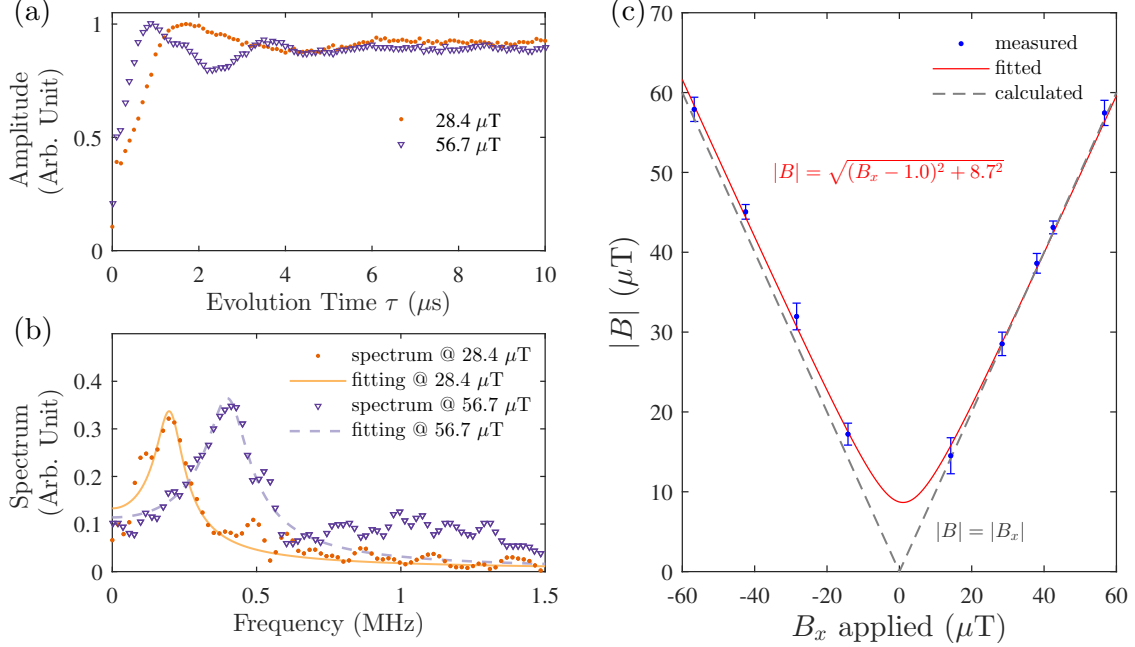 (a)
1
0.5
0
0 2 4 6 8 10
Amplitude
(Arb. Unit)
28.4 μT
56.7 μT
Evolution Time τ (μs)
(b)
0.4
0.3
0.2
0.1
0
0 0.5 1 1.5
Spectrum
(Arb. Unit)
spectrum @ 28.4 μT
fitting @ 28.4 μT
spectrum @ 56.7 μT
fitting @ 56.7 μT
Frequency (MHz)
(c)
70
60
50
40
30
20
10
0
-60 -40 -20 0 20 40 60
|B| (μT)
measured
fitted
calculated
|B| = √(B_x − 1.0)² + 8.7²
|B| = |B_x|
B_x applied (μT)